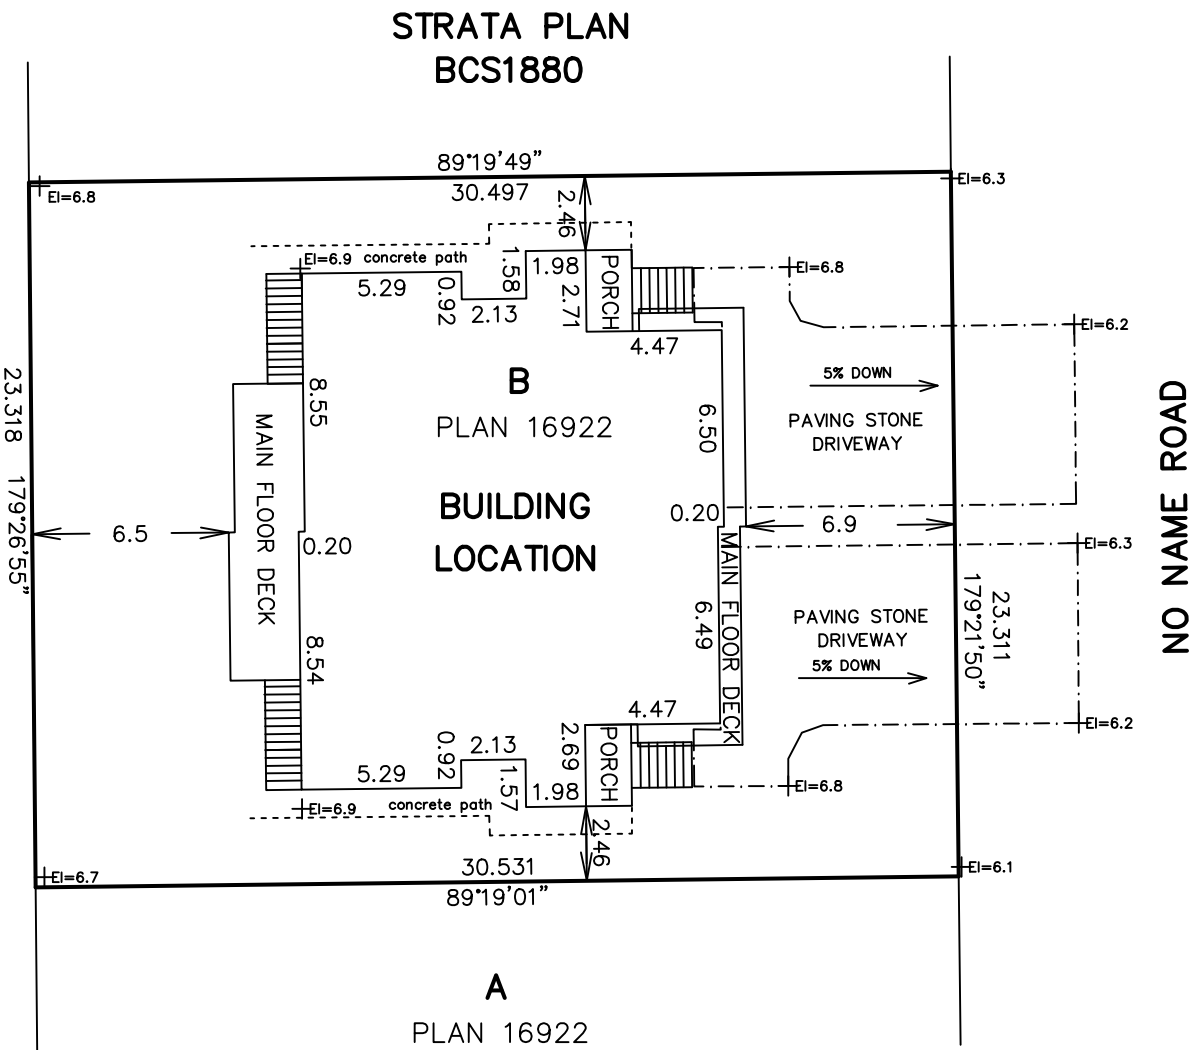 STRATA PLAN
BCS1880
89°19'49"
30.497
El=6.8
El=6.3
2.46
El=6.9 concrete path
1.58
1.98
PORCH
El=6.8
5.29
0.92
2.13
2.71
4.47
El=6.2
B
PLAN 16922
5% DOWN
PAVING STONE
DRIVEWAY
23.318 179°26'55"
8.55
MAIN FLOOR DECK
6.50
NO NAME ROAD
BUILDING
LOCATION
0.20
6.9
6.5
0.20
El=6.3
MAIN FLOOR DECK
6.49
PAVING STONE
DRIVEWAY
5% DOWN
23.311
179°21'50"
8.54
4.47
El=6.2
0.92
2.13
2.69
PORCH
5.29
1.57
1.98
El=6.8
El=6.9
concrete path
2.46
El=6.7
30.531
El=6.1
89°19'01"
A
PLAN 16922